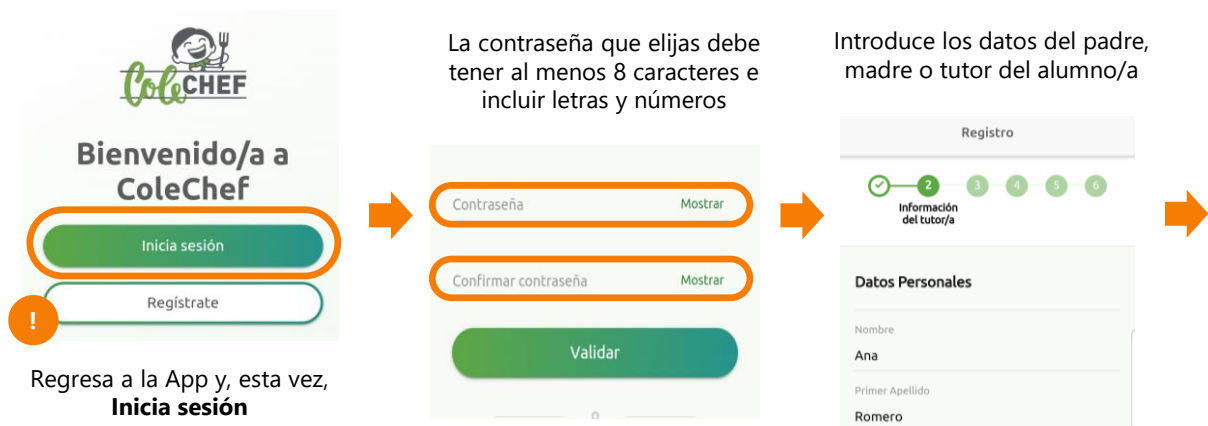 ColeCHEF
Bienvenido/a a
ColeChef
Inicia sesión
Regístrate
!
Regresa a la App y, esta vez,
Inicia sesión
La contraseña que elijas debe
tener al menos 8 caracteres e
incluir letras y números
Contraseña Mostrar
Confirmar contraseña Mostrar
Validar
Introduce los datos del padre,
madre o tutor del alumno/a
Registro
2 3 4 5 6
Información
del tutor/a
Datos Personales
Nombre
Ana
Primer Apellido
Romero